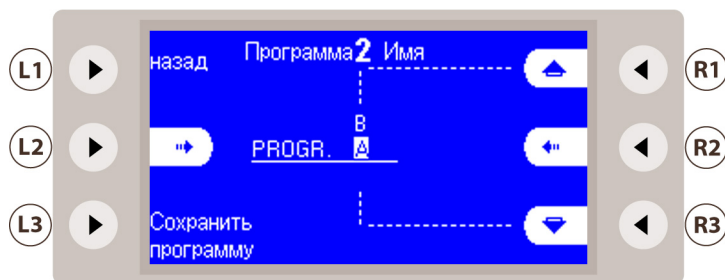 L1
назад Программа 2 Имя
R1
L2
B
PROGR. A
R2
L3
Сохранить
программу
R3